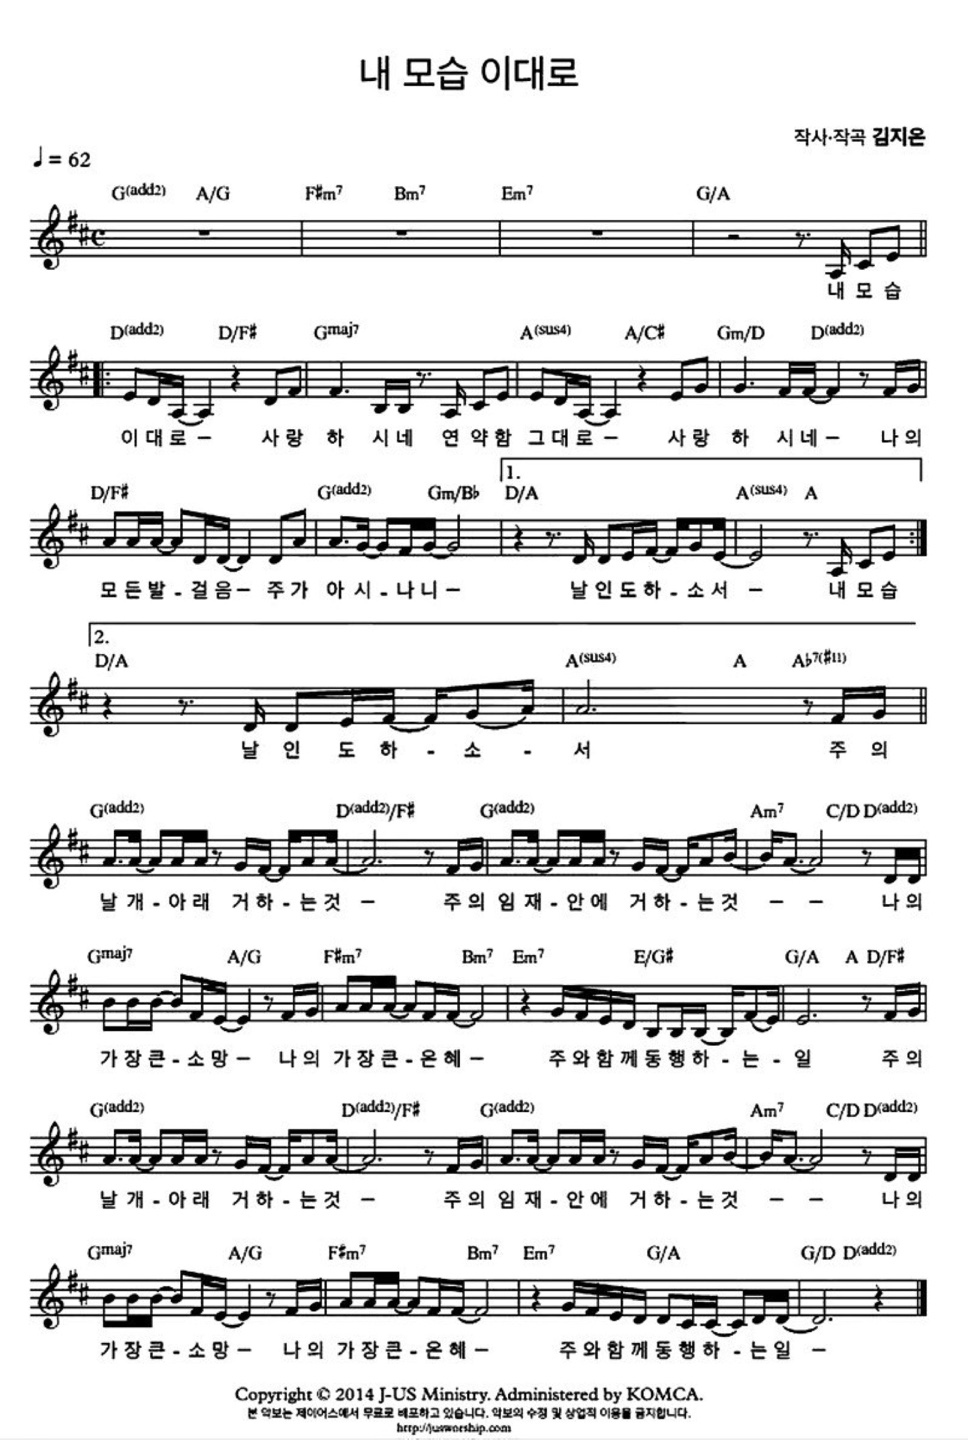 내 모습 이대로
작사·작곡 김지온
♩= 62
G(add2) A/G F#m7 Bm7 Em7 G/A
내 모 습
D(add2) D/F# Gmaj7 A(sus4) A/C# Gm/D D(add2)
이 대 로 – 사 랑 하 시 네 연 약 함 그 대 로 – 사 랑 하 시 네 – 나 의
1.
D/F# G(add2) Gm/B♭ D/A A(sus4) A
모 든 발 - 걸 음 – 주 가 아 시 - 나 니 – 날 인 도 하 - 소 서 – 내 모 습
2.
D/A A(sus4) A A♭7(#11)
날 인 도 하 - 소 - 서 주 의
G(add2) D(add2)/F# G(add2) Am7 C/D D(add2)
날 개 - 아 래 거 하 - 는 것 – 주 의 임 재 - 안 에 거 하 - 는 것 – – 나 의
Gmaj7 A/G F#m7 Bm7 Em7 E/G# G/A A D/F#
가 장 큰 - 소 망 – 나 의 가 장 큰 - 은 혜 – 주 와 함 께 동 행 하 - 는 - 일 주 의
G(add2) D(add2)/F# G(add2) Am7 C/D D(add2)
날 개 - 아 래 거 하 - 는 것 – 주 의 임 재 - 안 에 거 하 - 는 것 – – 나 의
Gmaj7 A/G F#m7 Bm7 Em7 G/A G/D D(add2)
가 장 큰 - 소 망 – 나 의 가 장 큰 - 은 혜 – 주 와 함 께 동 행 하 - 는 일 –
Copyright © 2014 J-US Ministry. Administered by KOMCA.
본 악보는 제이어스에서 무료로 배포하고 있습니다. 악보의 수정 및 상업적 이용을 금지합니다.
http://jusworship.com